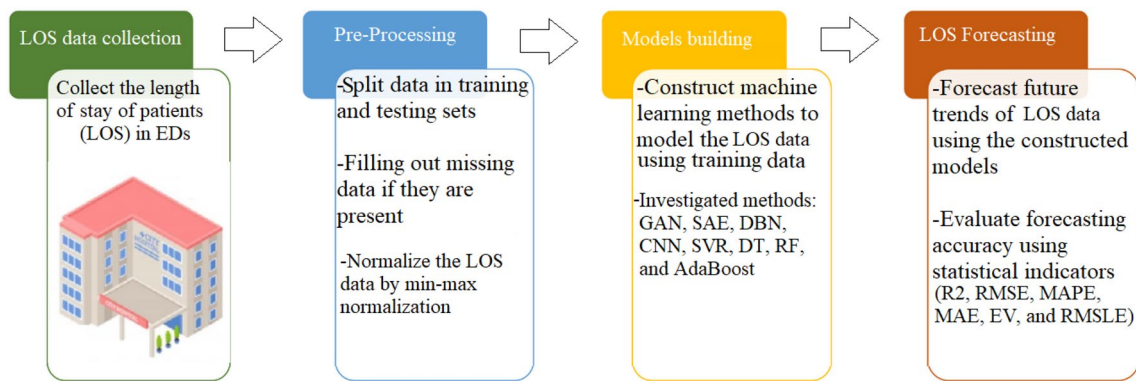 LOS data collection
Collect the length
of stay of patients
(LOS) in EDs
Pre-Processing
-Split data in training
and testing sets
-Filling out missing
data if they are
present
-Normalize the LOS
data by min-max
normalization
Models building
-Construct machine
learning methods to
model the LOS data
using training data
-Investigated methods:
GAN, SAE, DBN,
CNN, SVR, DT, RF,
and AdaBoost
LOS Forecasting
-Forecast future
trends of LOS data
using the constructed
models
-Evaluate forecasting
accuracy using
statistical indicators
(R2, RMSE, MAPE,
MAE, EV, and RMSLE)